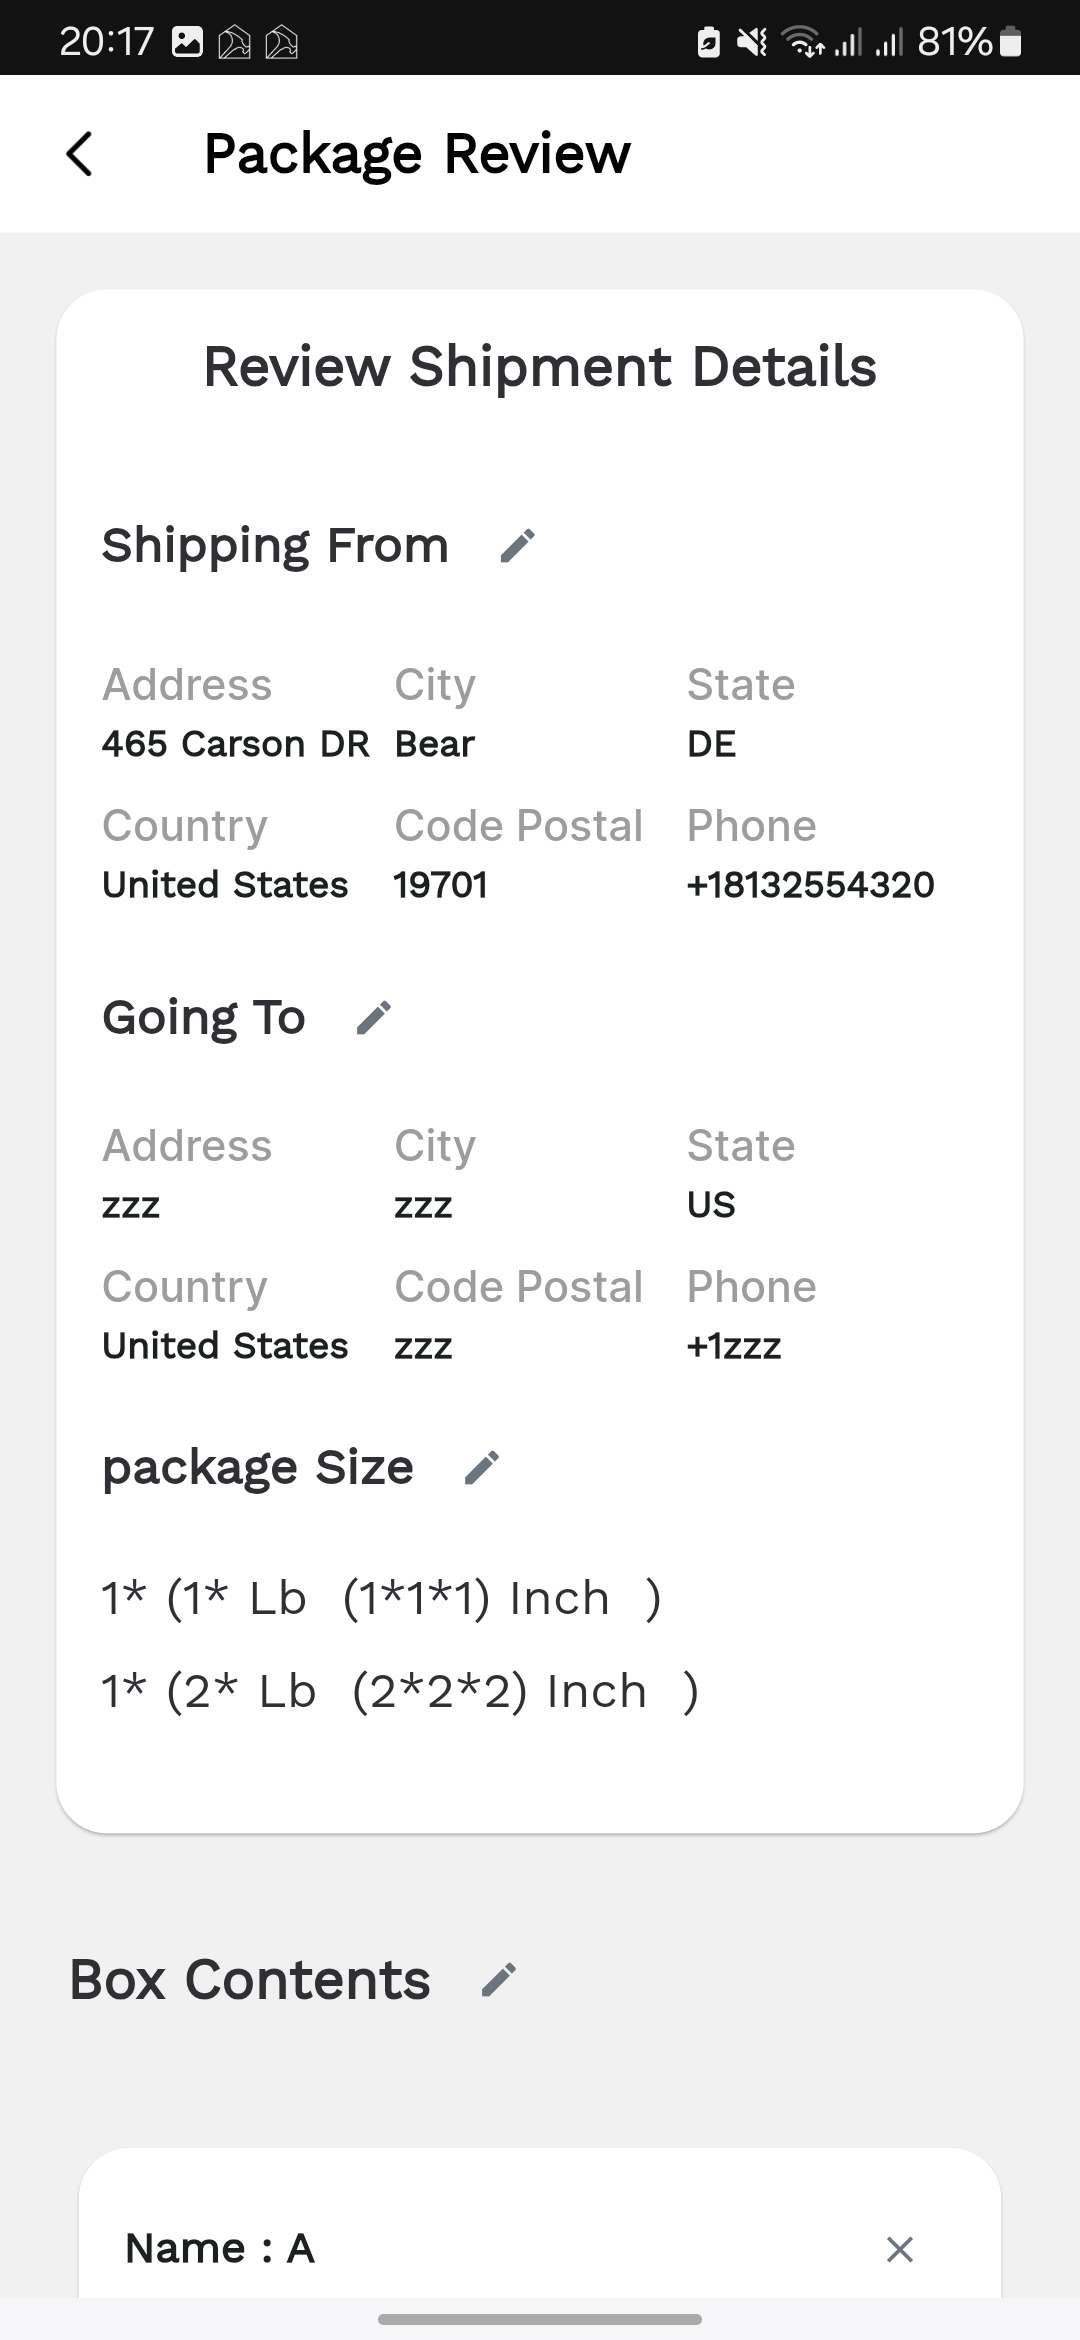 20:17 81%
Package Review
Review Shipment Details
Shipping From
Address City State
465 Carson DR Bear DE
Country Code Postal Phone
United States 19701 +18132554320
Going To
Address City State
zzz zzz US
Country Code Postal Phone
United States zzz +1zzz
package Size
1* (1* Lb (1*1*1) Inch )
1* (2* Lb (2*2*2) Inch )
Box Contents
Name : A